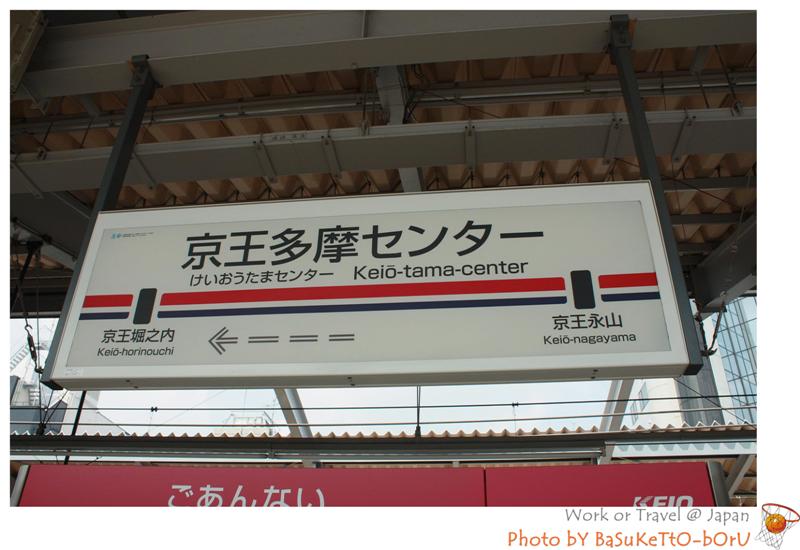 京王多摩センター
けいおうたまセンター Keiō-tama-center
京王堀之内
Keiō-horinouchi
京王永山
Keiō-nagayama
ごあんない
KEIO
Work or Travel @ Japan
Photo BY BaSuKeTtO-bOrU